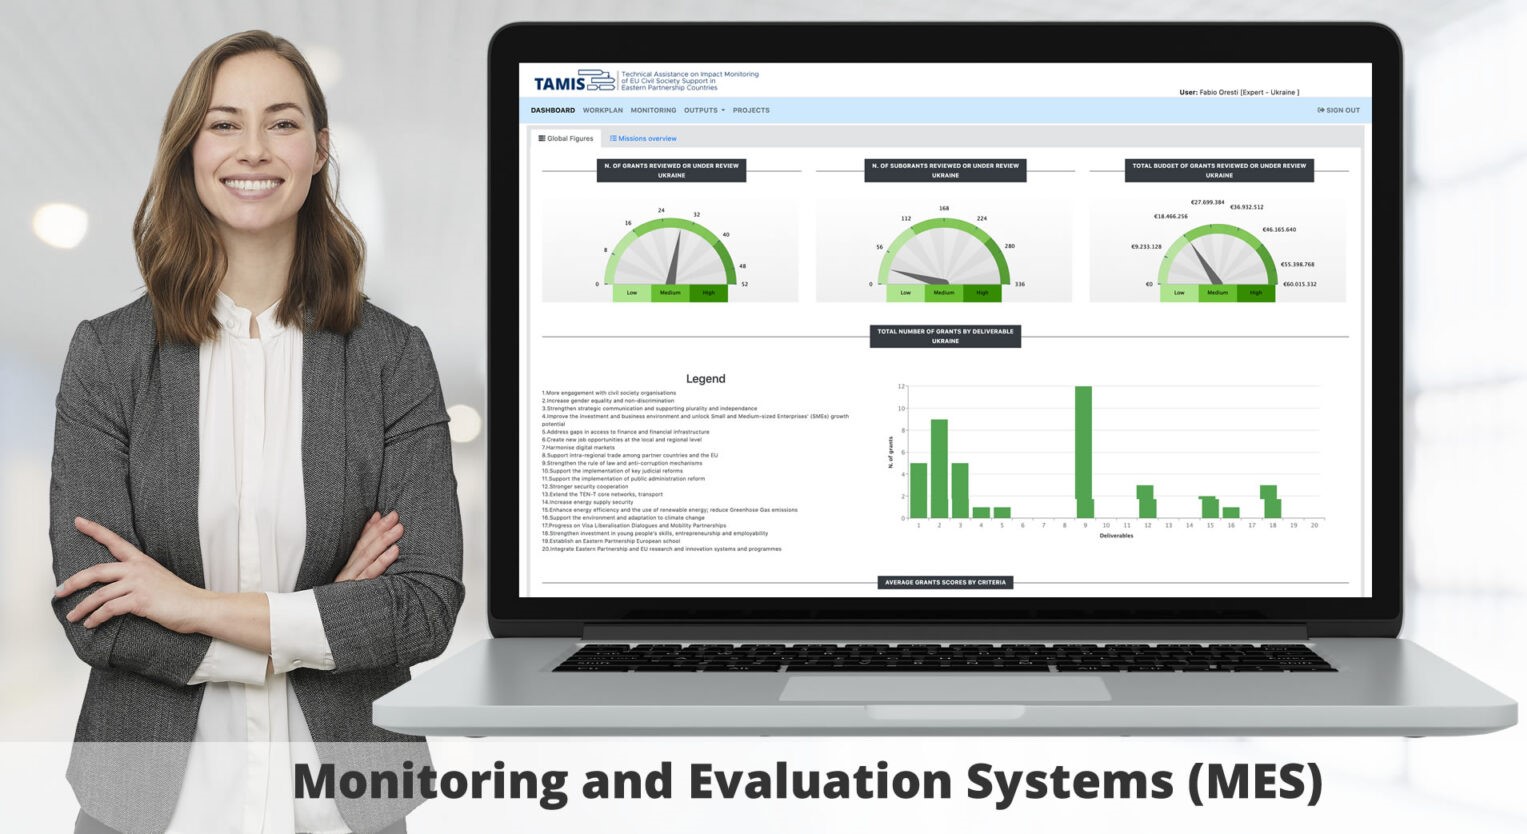 TAMIS
Technical Assistance on Impact Monitoring
of EU Civil Society Support in
Eastern Partnership Countries
User: Fabio Oresti [Expert - Ukraine ]
DASHBOARD WORKPLAN MONITORING OUTPUTS PROJECTS SIGN OUT
Global Figures Missions overview
N. OF GRANTS REVIEWED OR UNDER REVIEW
UKRAINE
0 8 16 24 32 40 48 52
Low Medium High
N. OF SUBGRANTS REVIEWED OR UNDER REVIEW
UKRAINE
0 56 112 168 224 280 336
Low Medium High
TOTAL BUDGET OF GRANTS REVIEWED OR UNDER REVIEW
UKRAINE
€0 €9.233.128 €18.466.256 €27.699.384 €36.932.512 €46.165.640 €55.398.768 €60.015.332
Low Medium High
TOTAL NUMBER OF GRANTS BY DELIVERABLE
UKRAINE
Legend
1.More engagement with civil society organisations
2.Increase gender equality and non-discrimination
3.Strengthen strategic communication and supporting plurality and independence
4.Improve the investment and business environment and unlock Small and Medium-sized Enterprises' (SMEs) growth
potential
5.Address gaps in access to finance and financial infrastructure
6.Create new job opportunities at the local and regional level
7.Harmonise digital markets
8.Support intra-regional trade among partner countries and the EU
9.Strengthen the rule of law and anti-corruption mechanisms
10.Support the implementation of key judicial reforms
11.Support the implementation of public administration reform
12.Stronger security cooperation
13.Extend the TEN-T core networks, transport
14.Increase energy supply security
15.Enhance energy efficiency and the use of renewable energy; reduce Greenhose Gas emissions
16.Support the environment and adaptation to climate change
17.Progress on Visa Liberalisation Dialogues and Mobility Partnerships
18.Strengthen investment in young people's skills, entrepreneurship and employability
19.Establish an Eastern Partnership European school
20.Integrate Eastern Partnership and EU research and innovation systems and programmes
N. of grants
12
10
8
6
4
2
0
1 2 3 4 5 6 7 8 9 10 11 12 13 14 15 16 17 18 19 20
Deliverables
AVERAGE GRANTS SCORES BY CRITERIA
Monitoring and Evaluation Systems (MES)